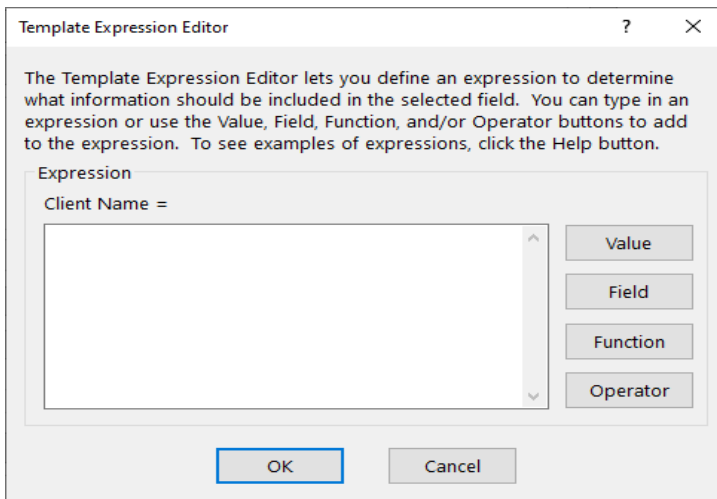 Template Expression Editor
?
The Template Expression Editor lets you define an expression to determine
what information should be included in the selected field.  You can type in an
expression or use the Value, Field, Function, and/or Operator buttons to add
to the expression.  To see examples of expressions, click the Help button.
Expression
Client Name =
Value
Field
Function
Operator
OK
Cancel